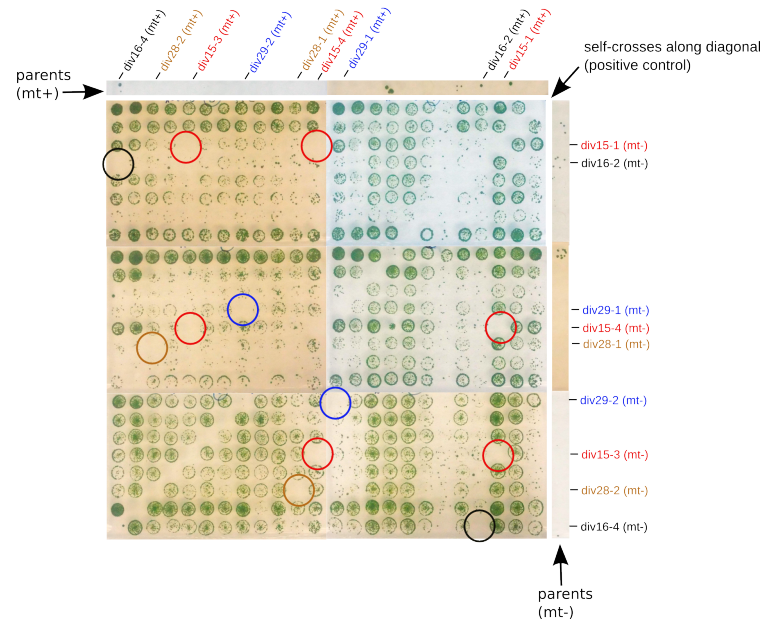 div16-4 (mt+)
div28-2 (mt+)
div15-3 (mt+)
div29-2 (mt+)
div28-1 (mt+)
div15-4 (mt+)
div29-1 (mt+)
div16-2 (mt+)
div15-1 (mt+)
self-crosses along diagonal
(positive control)
parents
(mt+)
div15-1 (mt-)
div16-2 (mt-)
div29-1 (mt-)
div15-4 (mt-)
div28-1 (mt-)
div29-2 (mt-)
div15-3 (mt-)
div28-2 (mt-)
div16-4 (mt-)
parents
(mt-)